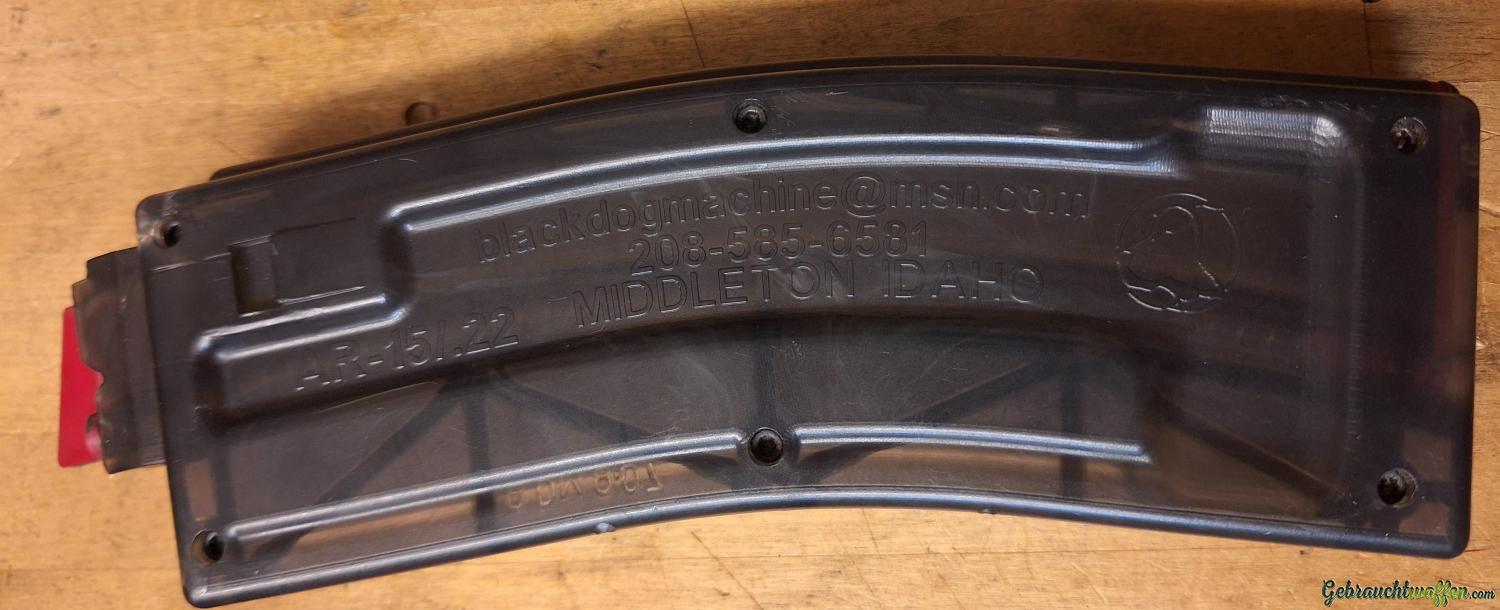 blackdogmachine@msn.com
208-585-6581
MIDDLETON IDAHO
AR-15/.22
Gebrauchtwaffen.com